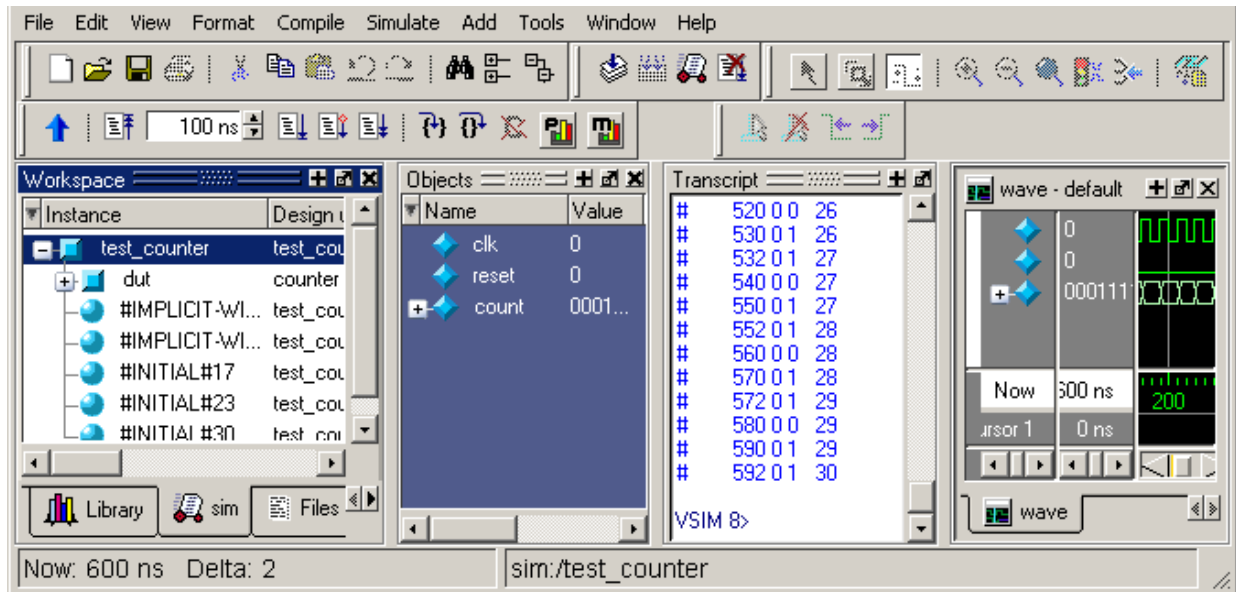 File Edit View Format Compile Simulate Add Tools Window Help
100 ns
Workspace
Instance Design u
test_counter test_cou
dut counter
#IMPLICIT-WI... test_cou
#IMPLICIT-WI... test_cou
#INITIAL#17 test_cou
#INITIAL#23 test_cou
#INITIAL#30 test_cou
Library sim Files
Objects
Name Value
clk 0
reset 0
count 0001...
Transcript
# 520 0 0 26
# 530 0 1 26
# 532 0 1 27
# 540 0 0 27
# 550 0 1 27
# 552 0 1 28
# 560 0 0 28
# 570 0 1 28
# 572 0 1 29
# 580 0 0 29
# 590 0 1 29
# 592 0 1 30
VSIM 8>
wave - default
0
0
000111
Now 600 ns
200
ursor 1 0 ns
wave
Now: 600 ns Delta: 2 sim:/test_counter